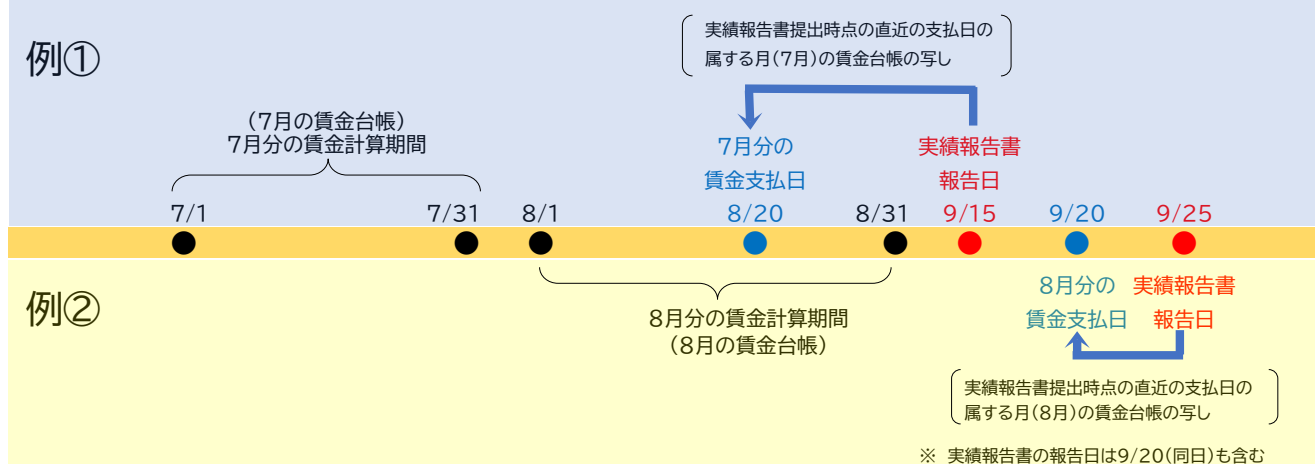 例①
実績報告書提出時点の直近の支払日の
属する月(7月)の賃金台帳の写し
(7月の賃金台帳)
7月分の賃金計算期間
7月分の
賃金支払日
実績報告書
報告日
7/1 7/31 8/1 8/20 8/31 9/15 9/20 9/25
例②
8月分の賃金計算期間
(8月の賃金台帳)
8月分の
賃金支払日
実績報告書
報告日
実績報告書提出時点の直近の支払日の
属する月(8月)の賃金台帳の写し
※ 実績報告書の報告日は9/20(同日)も含む